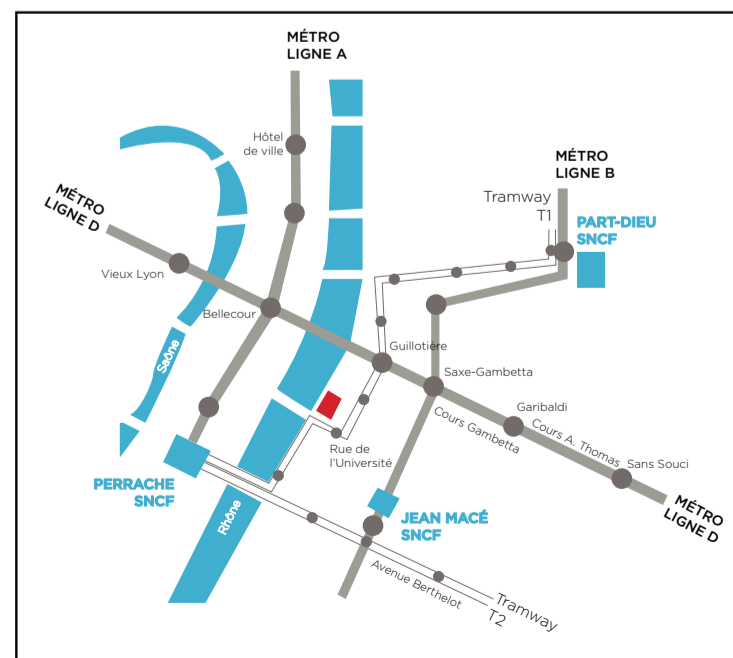 MÉTRO
LIGNE A
Hôtel
de ville
MÉTRO
LIGNE B
Tramway
T1
PART-DIEU
SNCF
MÉTRO
LIGNE D
Vieux Lyon
Bellecour
Saône
Guillotière
Saxe-Gambetta
Garibaldi
Cours Gambetta
Cours A. Thomas
Sans Souci
Rue de
l'Université
PERRACHE
SNCF
Rhône
JEAN MACÉ
SNCF
MÉTRO
LIGNE D
Avenue Berthelot
Tramway
T2